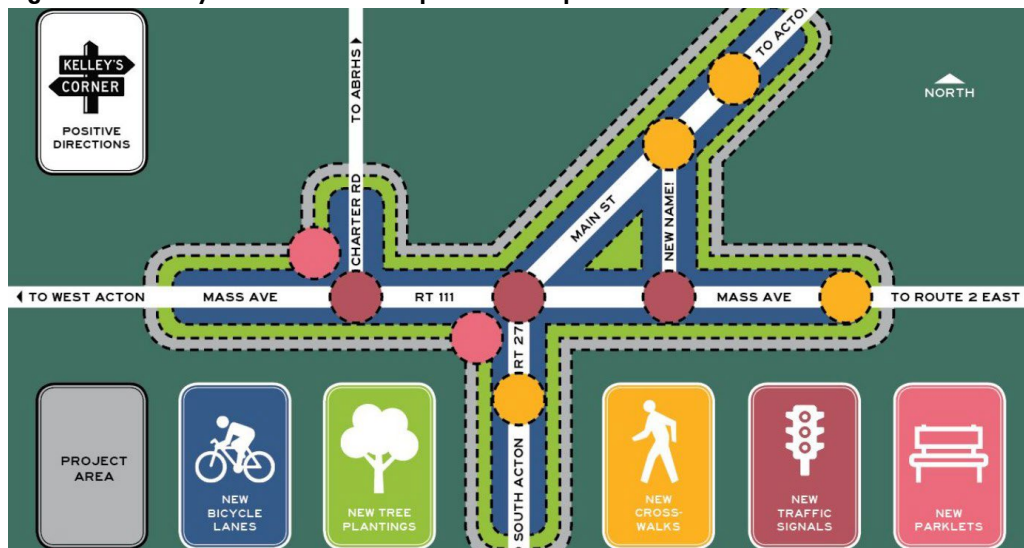 KELLEY'S
CORNER
POSITIVE
DIRECTIONS
TO ABRHS
TO ACTON
NORTH
CHARTER RD
MAIN ST
NEW NAME!
TO WEST ACTON
MASS AVE
RT 111
MASS AVE
TO ROUTE 2 EAST
RT 27
SOUTH ACTON
PROJECT
AREA
NEW
BICYCLE
LANES
NEW TREE
PLANTINGS
NEW
CROSS-
WALKS
NEW
TRAFFIC
SIGNALS
NEW
PARKLETS